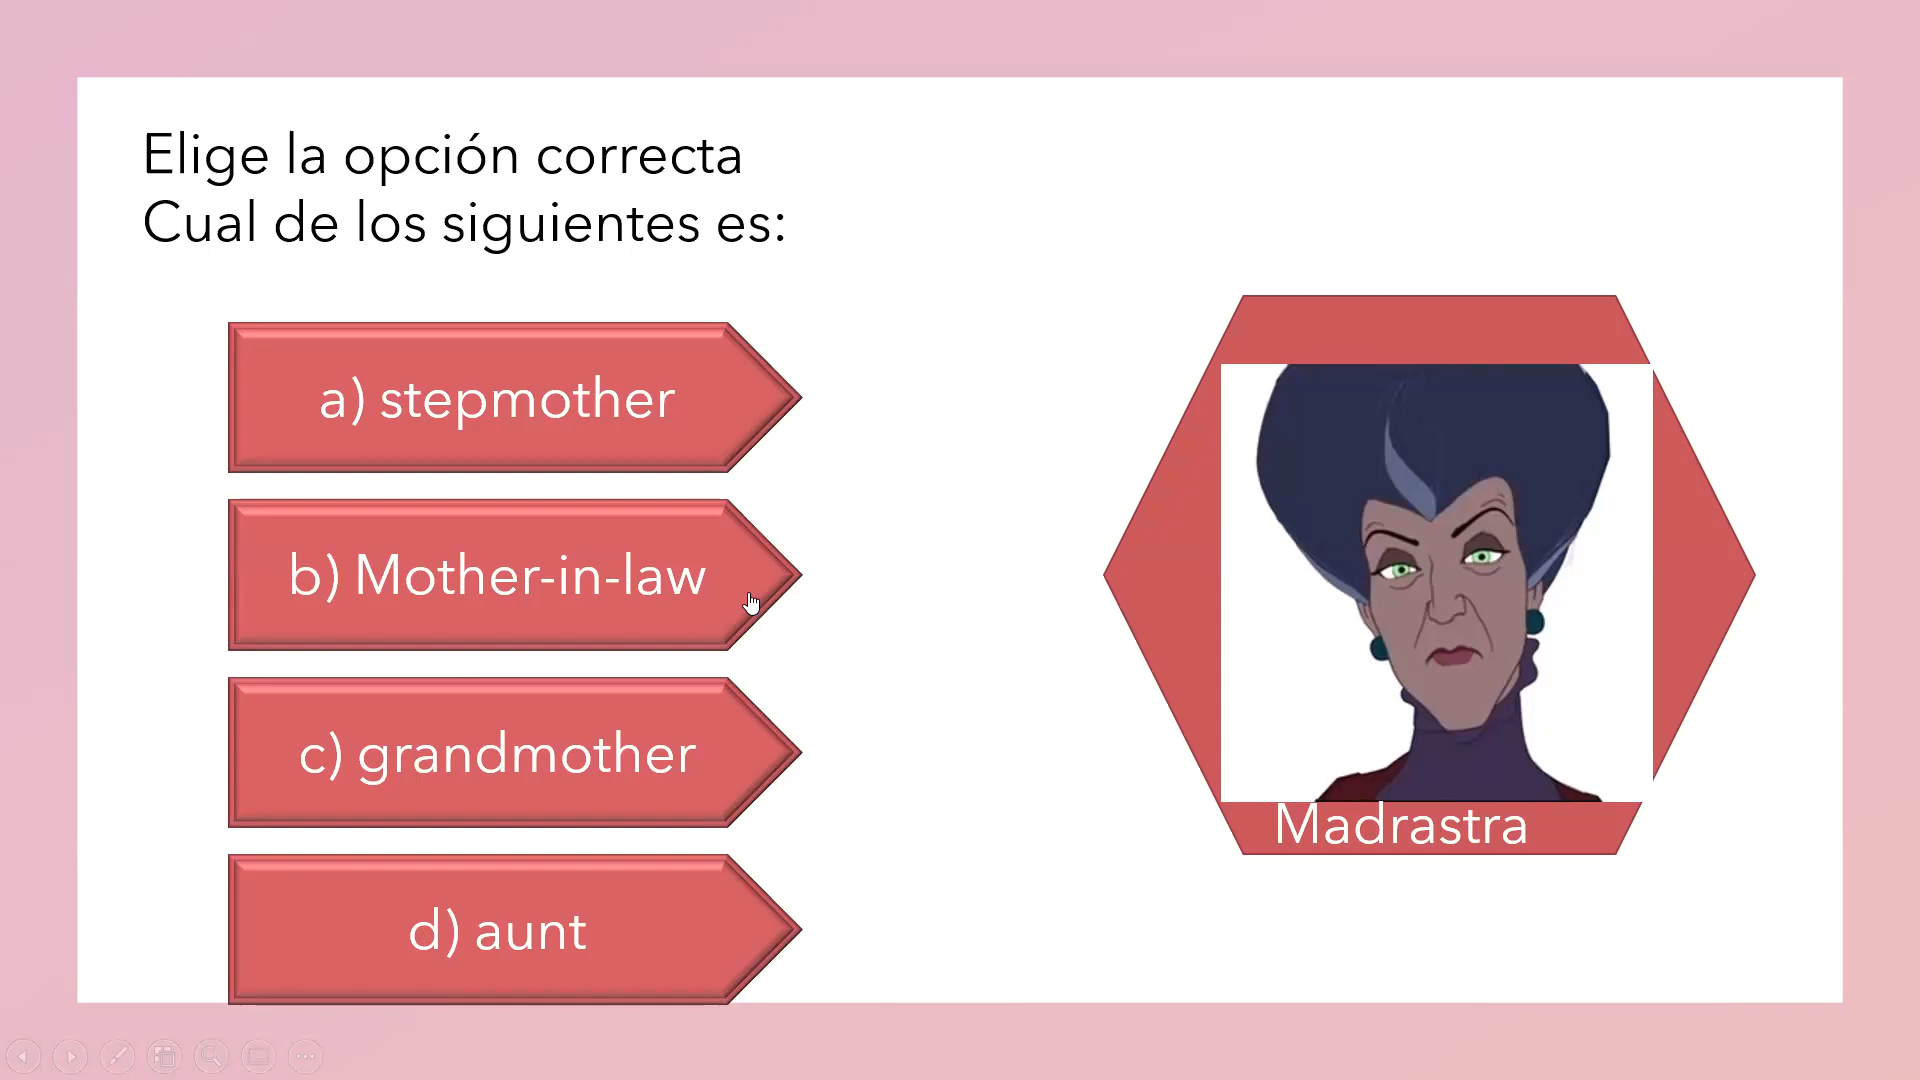 Elige la opción correcta
Cual de los siguientes es:
a) stepmother
b) Mother-in-law
c) grandmother
d) aunt
Madrastra